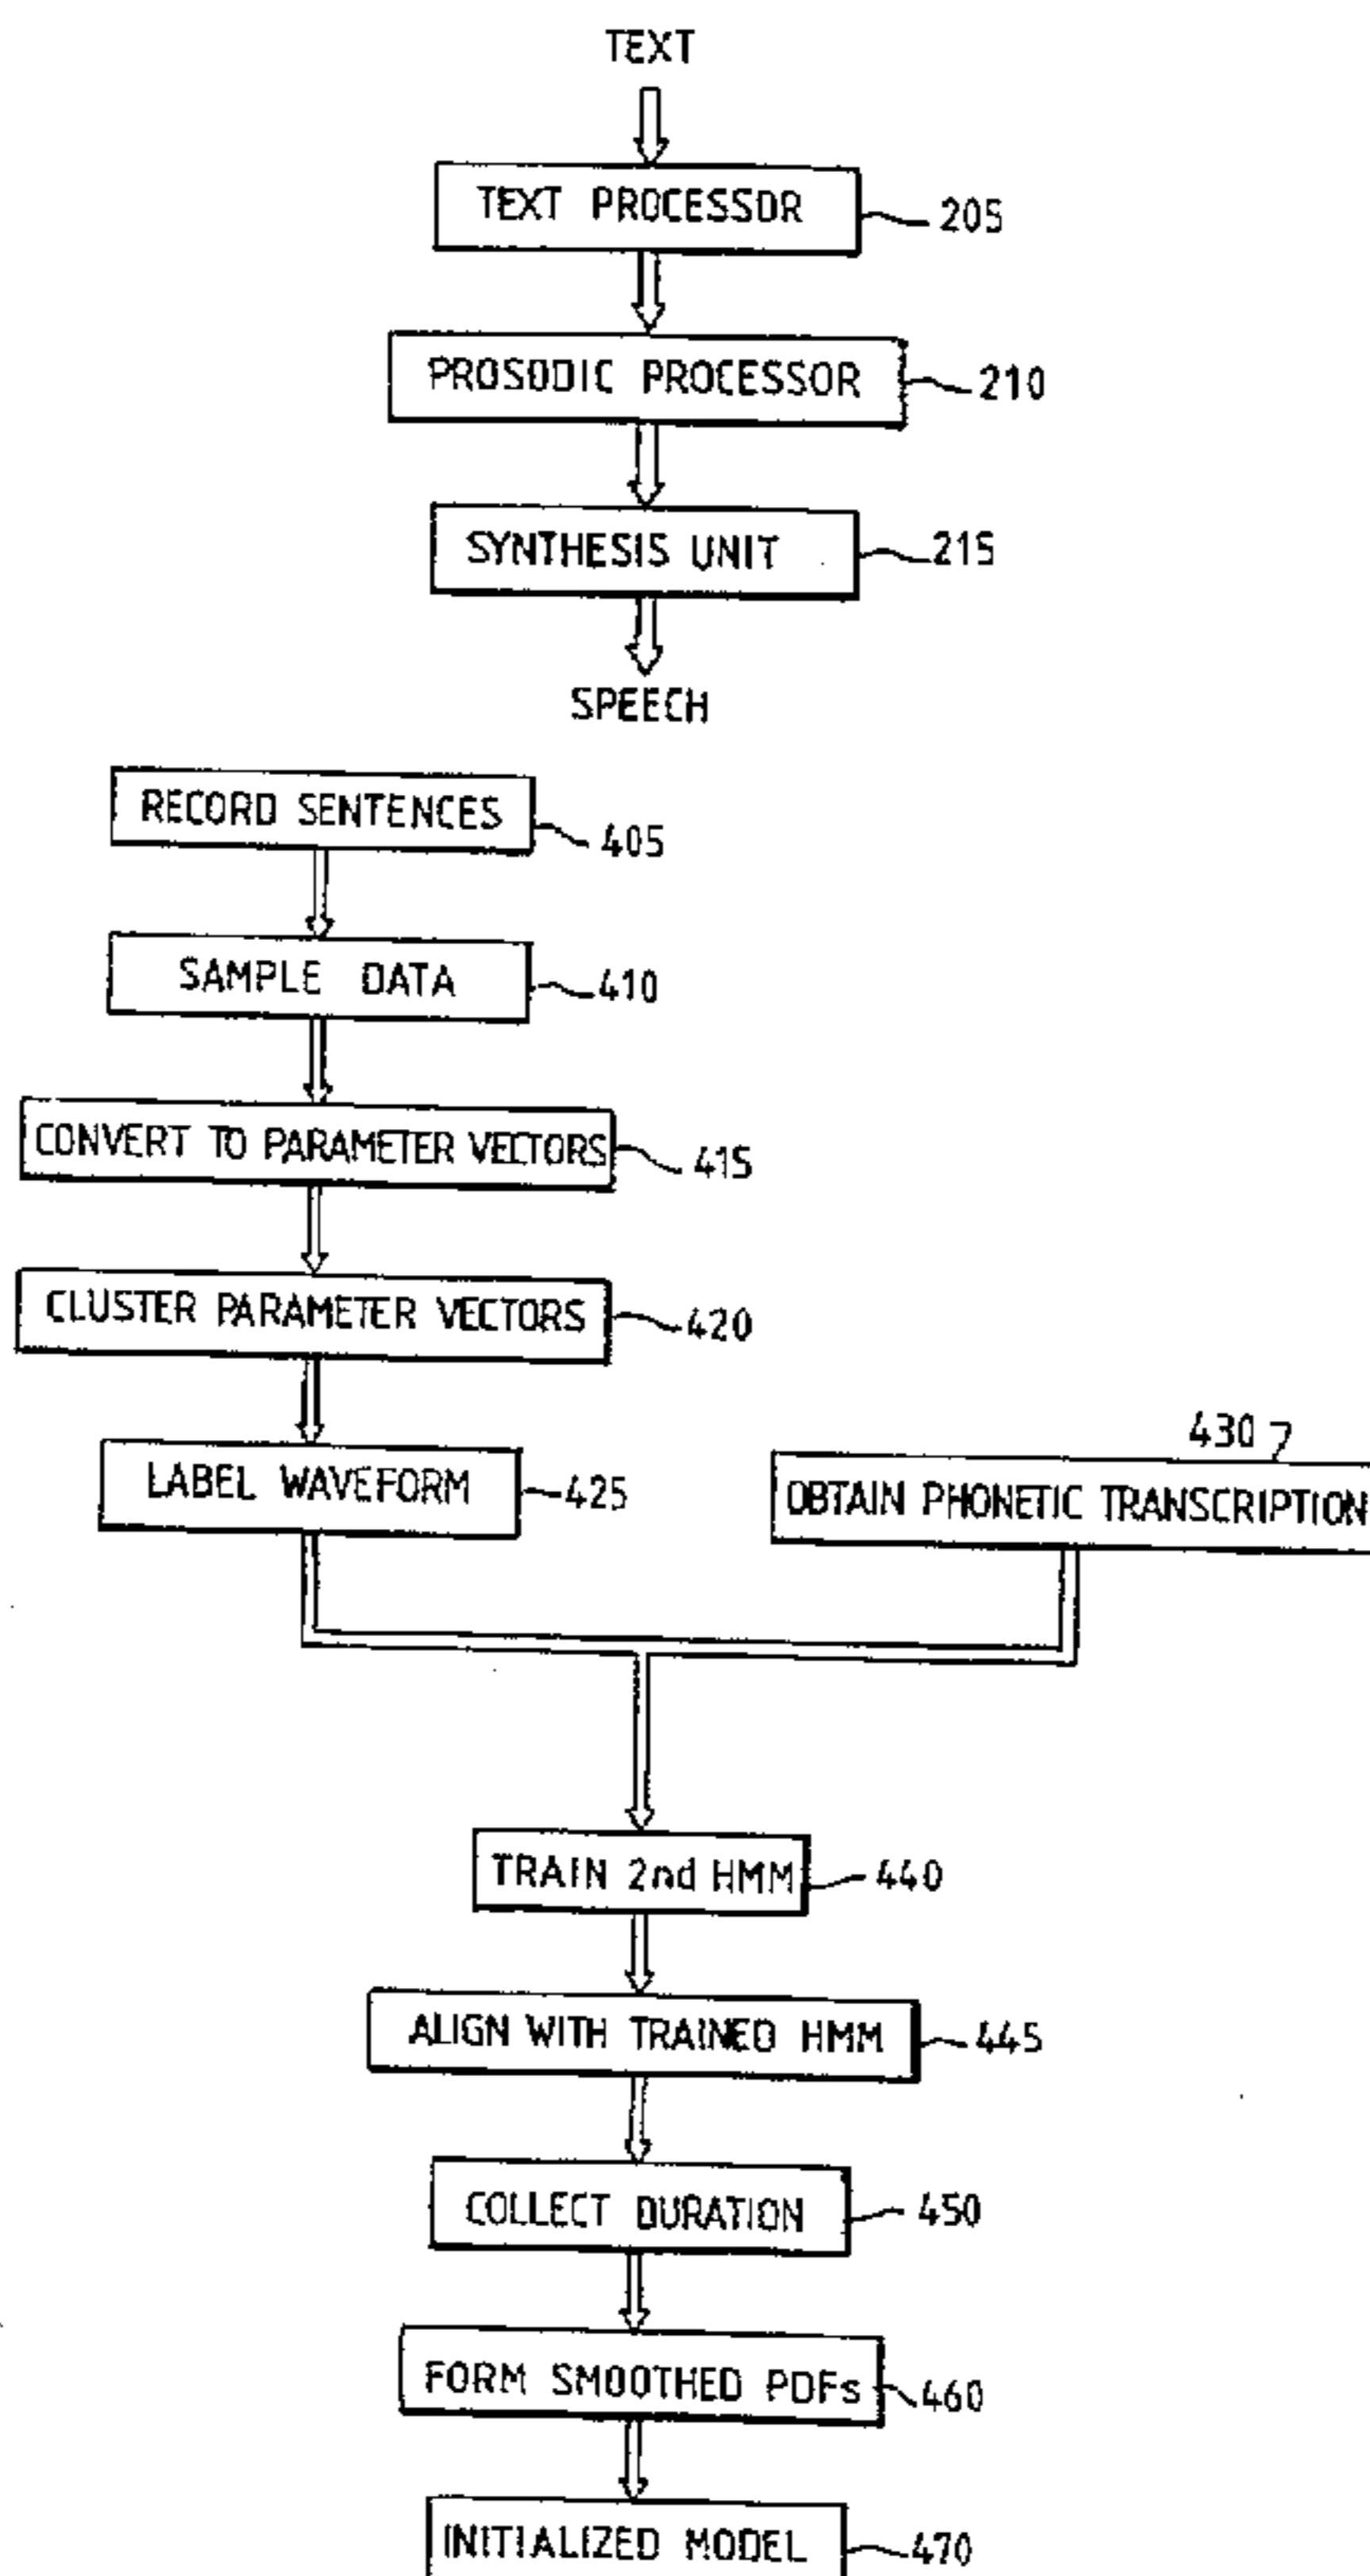 TEXT
TEXT PROCESSOR 205
PROSODIC PROCESSOR 210
SYNTHESIS UNIT 215
SPEECH
RECORD SENTENCES 405
SAMPLE DATA 410
CONVERT TO PARAMETER VECTORS 415
CLUSTER PARAMETER VECTORS 420
430
LABEL WAVEFORM 425
OBTAIN PHONETIC TRANSCRIPTION
TRAIN 2nd HMM 440
ALIGN WITH TRAINED HMM 445
COLLECT DURATION 450
FORM SMOOTHED PDFs 460
INITIALIZED MODEL 470